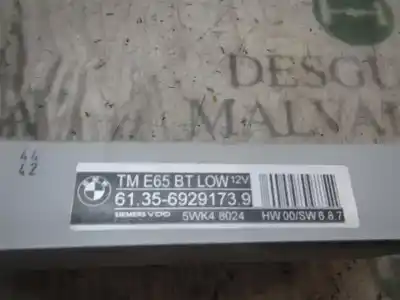 DESGU
MALVA
44
42
BMW
TM E65 BT LOW 12V
61.35-6929173.9
SIEMENS VDO 5WK4 8024 HW 00/SW 6.8.7